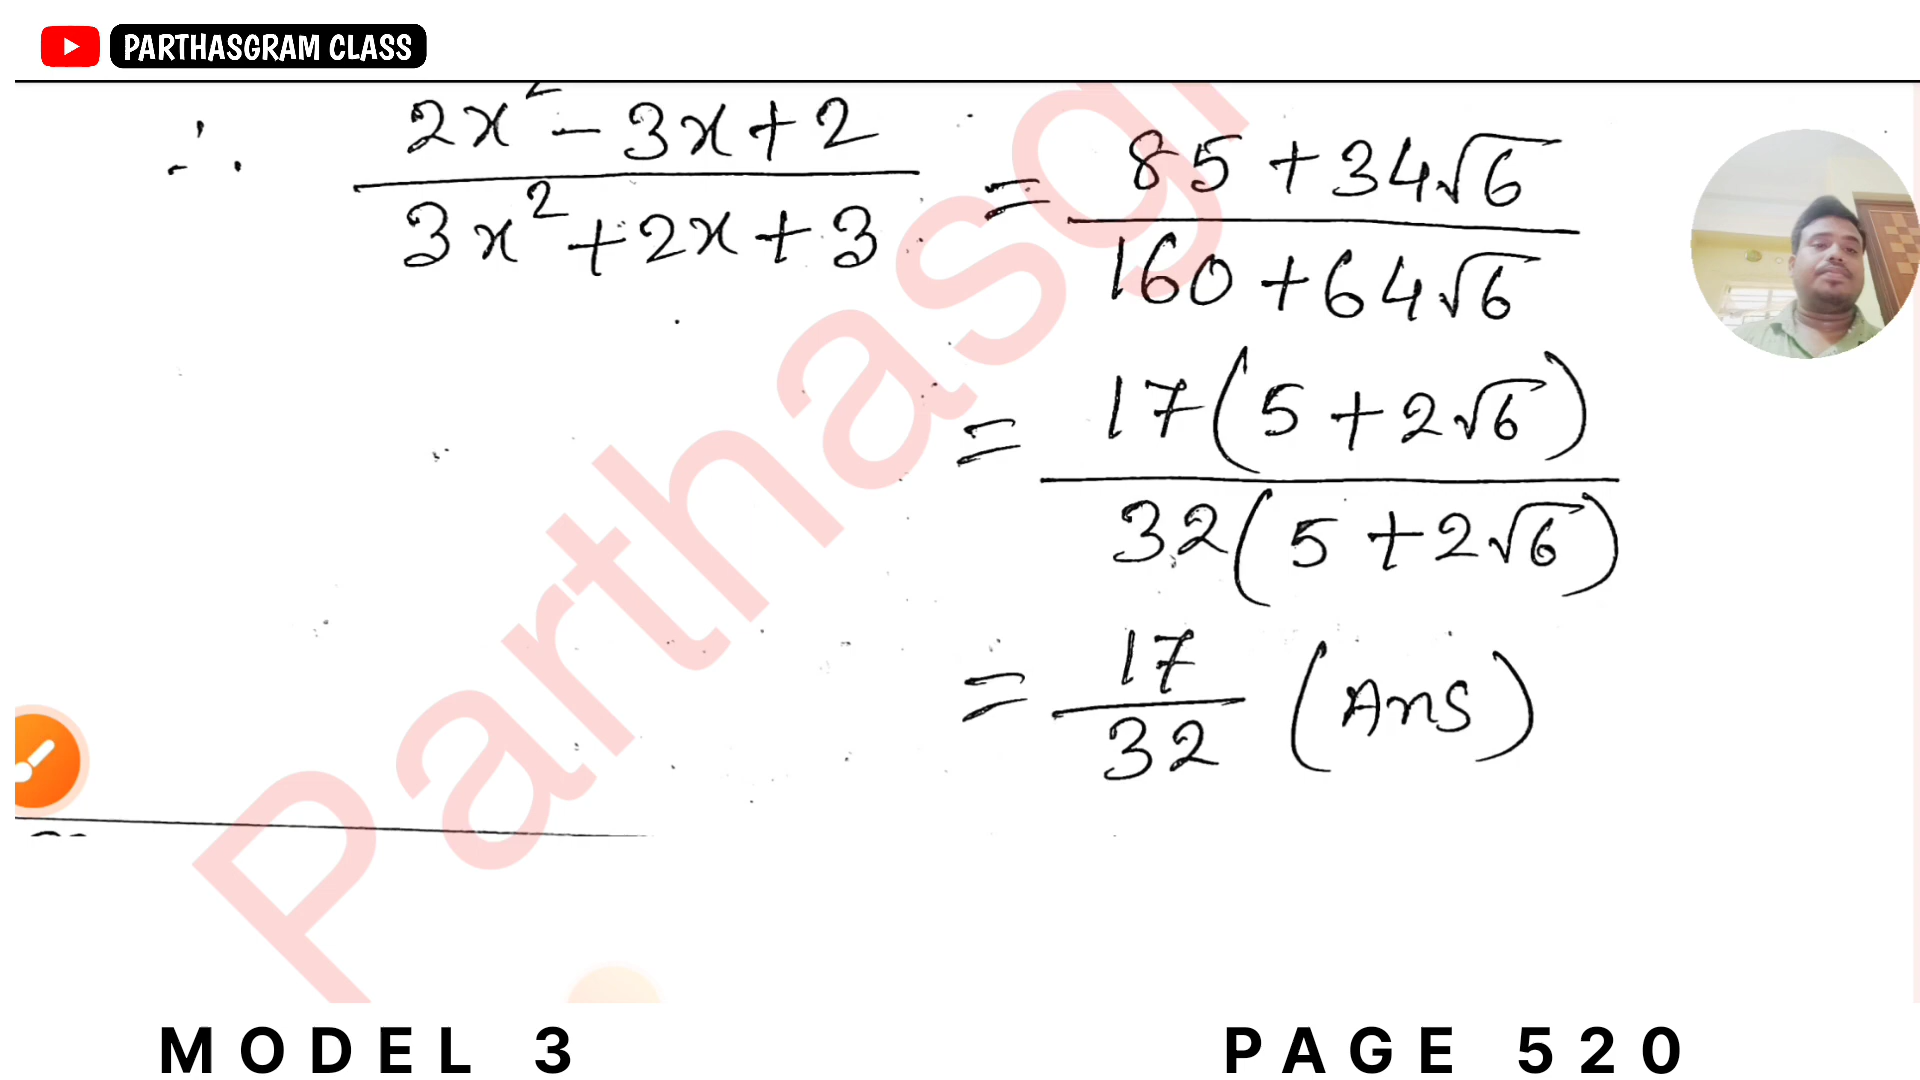 PARTHASGRAM CLASS
∴ (2x² - 3x + 2)/(3x² + 2x + 3) = (85 + 34√6)/(160 + 64√6)
= 17(5 + 2√6)/32(5 + 2√6)
= 17/32 (Ans)
Parthasg
MODEL 3
PAGE 520